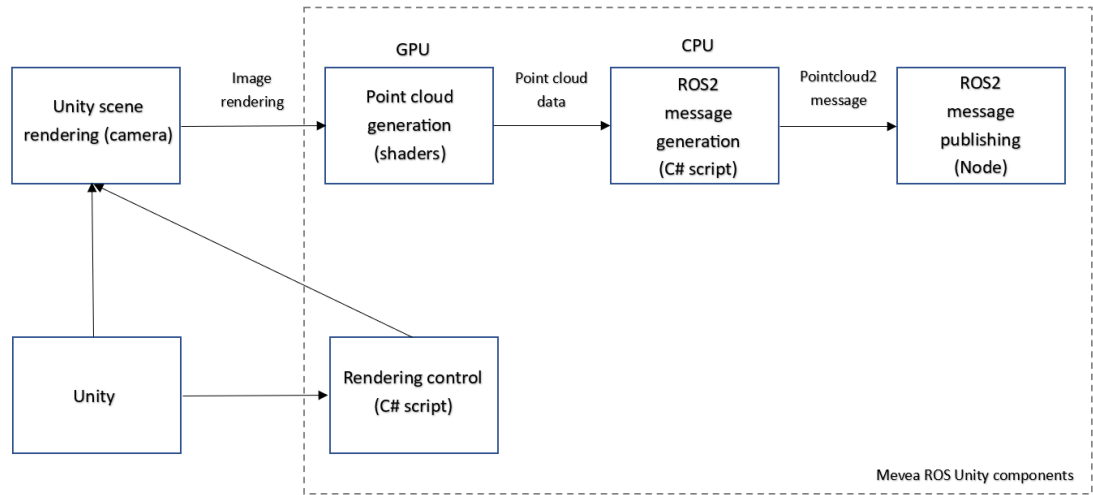 GPU
CPU
Image
rendering
Point cloud
data
Pointcloud2
message
Unity scene
rendering (camera)
Point cloud
generation
(shaders)
ROS2
message
generation
(C# script)
ROS2
message
publishing
(Node)
Unity
Rendering control
(C# script)
Mevea ROS Unity components